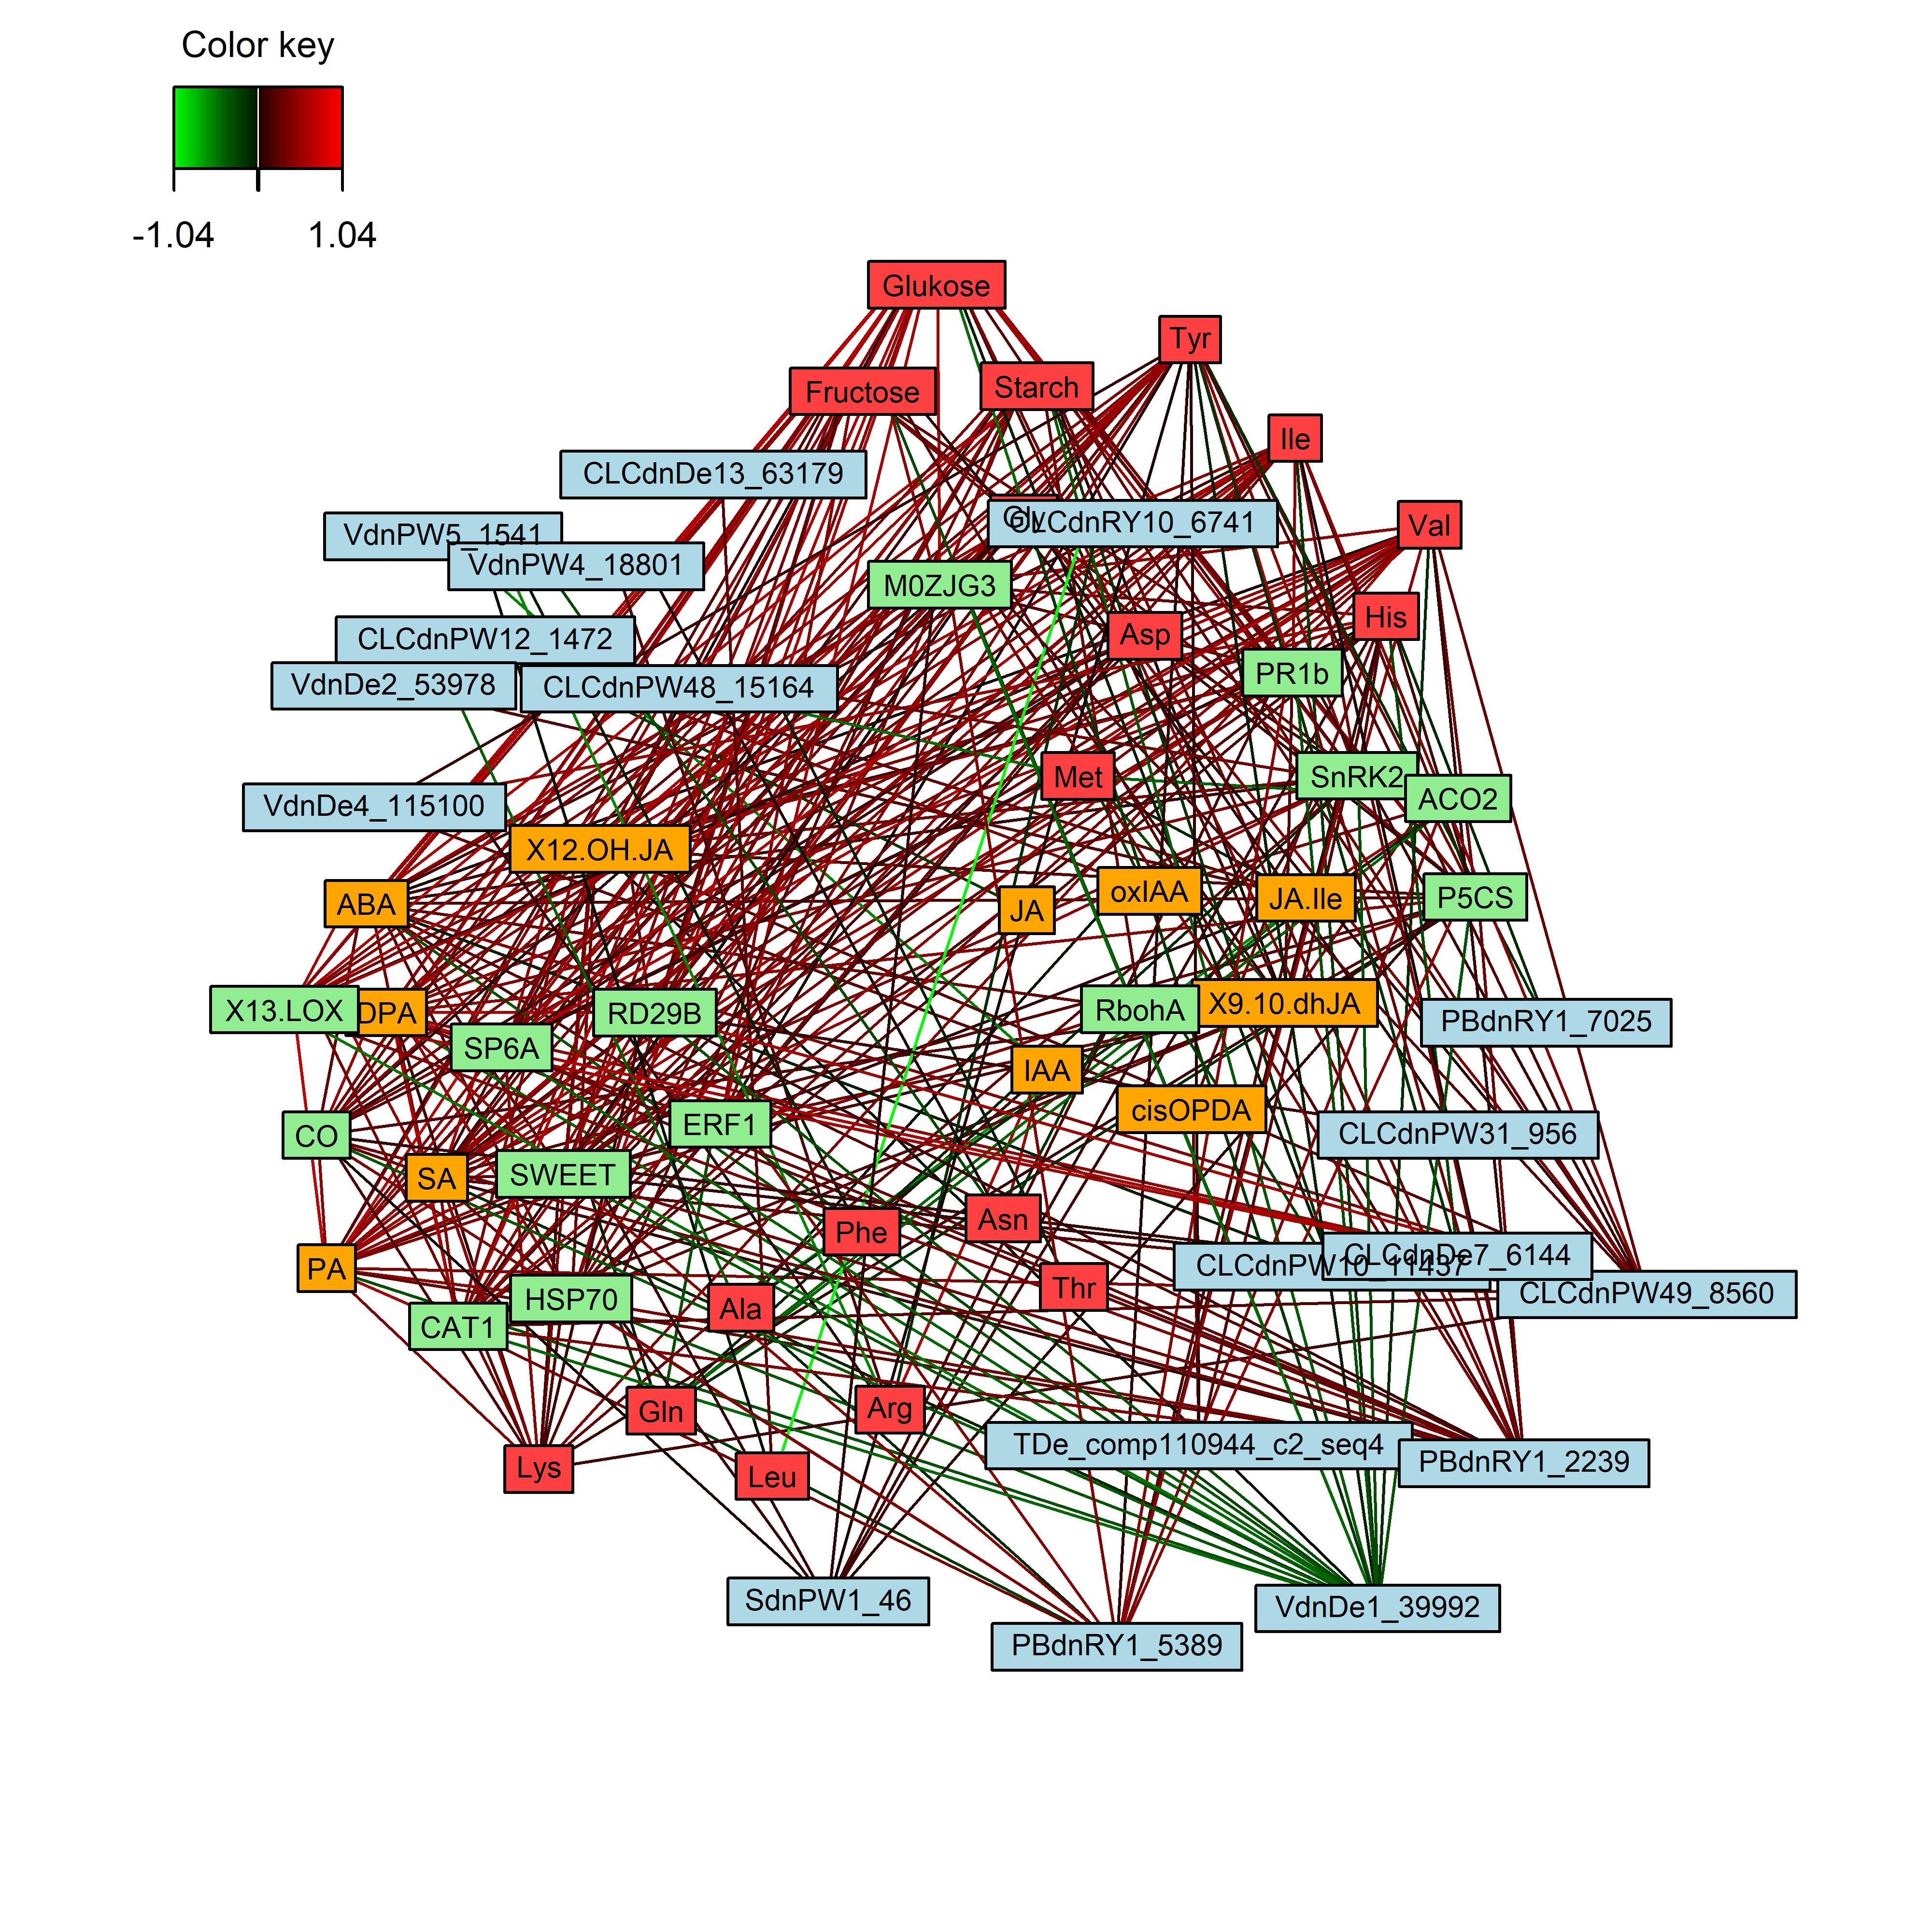 Color key
-1.04 1.04
Glukose
Tyr
Fructose
Starch
Ile
CLCdnDe13_63179
Gly
CLCdnRY10_6741
Val
VdnPW5_1541
VdnPW4_18801
M0ZJG3
His
CLCdnPW12_1472
Asp
PR1b
VdnDe2_53978
CLCdnPW48_15164
Met
SnRK2
ACO2
VdnDe4_115100
X12.OH.JA
ABA
JA
oxIAA
JA.Ile
P5CS
X13.LOX
DPA
RD29B
RbohA
X9.10.dhJA
PBdnRY1_7025
SP6A
IAA
cisOPDA
CO
ERF1
CLCdnPW31_956
SA
SWEET
Phe
Asn
PA
CLCdnPW10_11437
CLCdnDe7_6144
CLCdnPW49_8560
HSP70
Thr
CAT1
Ala
Gln
Arg
TDe_comp110944_c2_seq4
PBdnRY1_2239
Lys
Leu
SdnPW1_46
VdnDe1_39992
PBdnRY1_5389